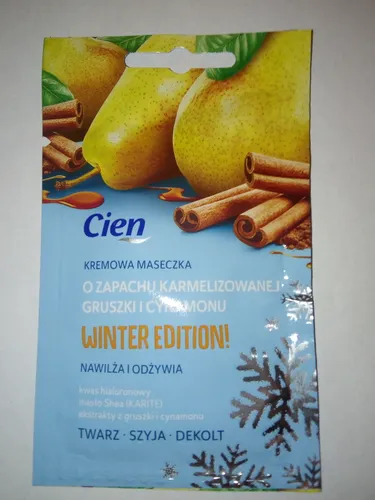 Cien
KREMOWA MASECZKA
O ZAPACHU KARMELIZOWANEJ
GRUSZKI I CYNAMONU
WINTER EDITION!
NAWILŻA I ODŻYWIA
kwas hialuronowy
masło Shea (KARITE)
ekstrakty z gruszki i cynamonu
TWARZ · SZYJA · DEKOLT